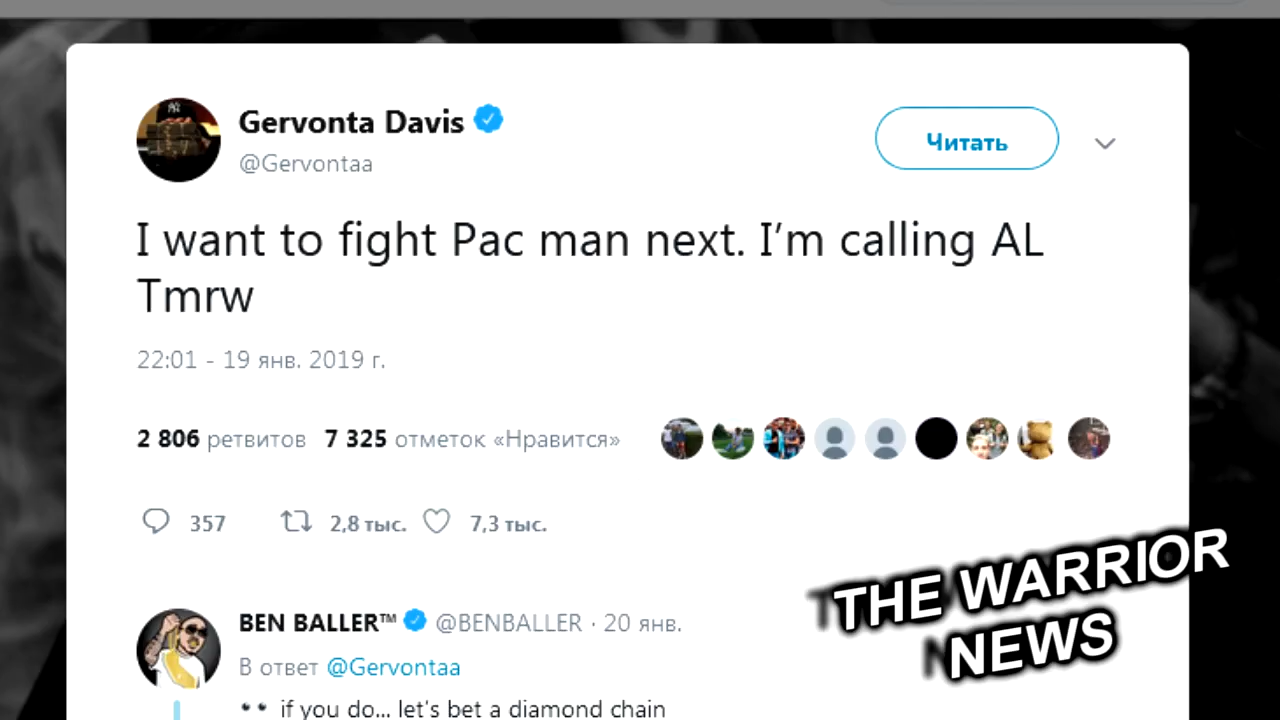 Gervonta Davis
@Gervontaa
Читать
I want to fight Pac man next. I’m calling AL
Tmrw
22:01 - 19 янв. 2019 г.
2 806 ретвитов 7 325 отметок «Нравится»
357 2,8 тыс. 7,3 тыс.
THE WARRIOR
NEWS
BEN BALLER™ @BENBALLER · 20 янв.
В ответ @Gervontaa
👀 if you do... let’s bet a diamond chain